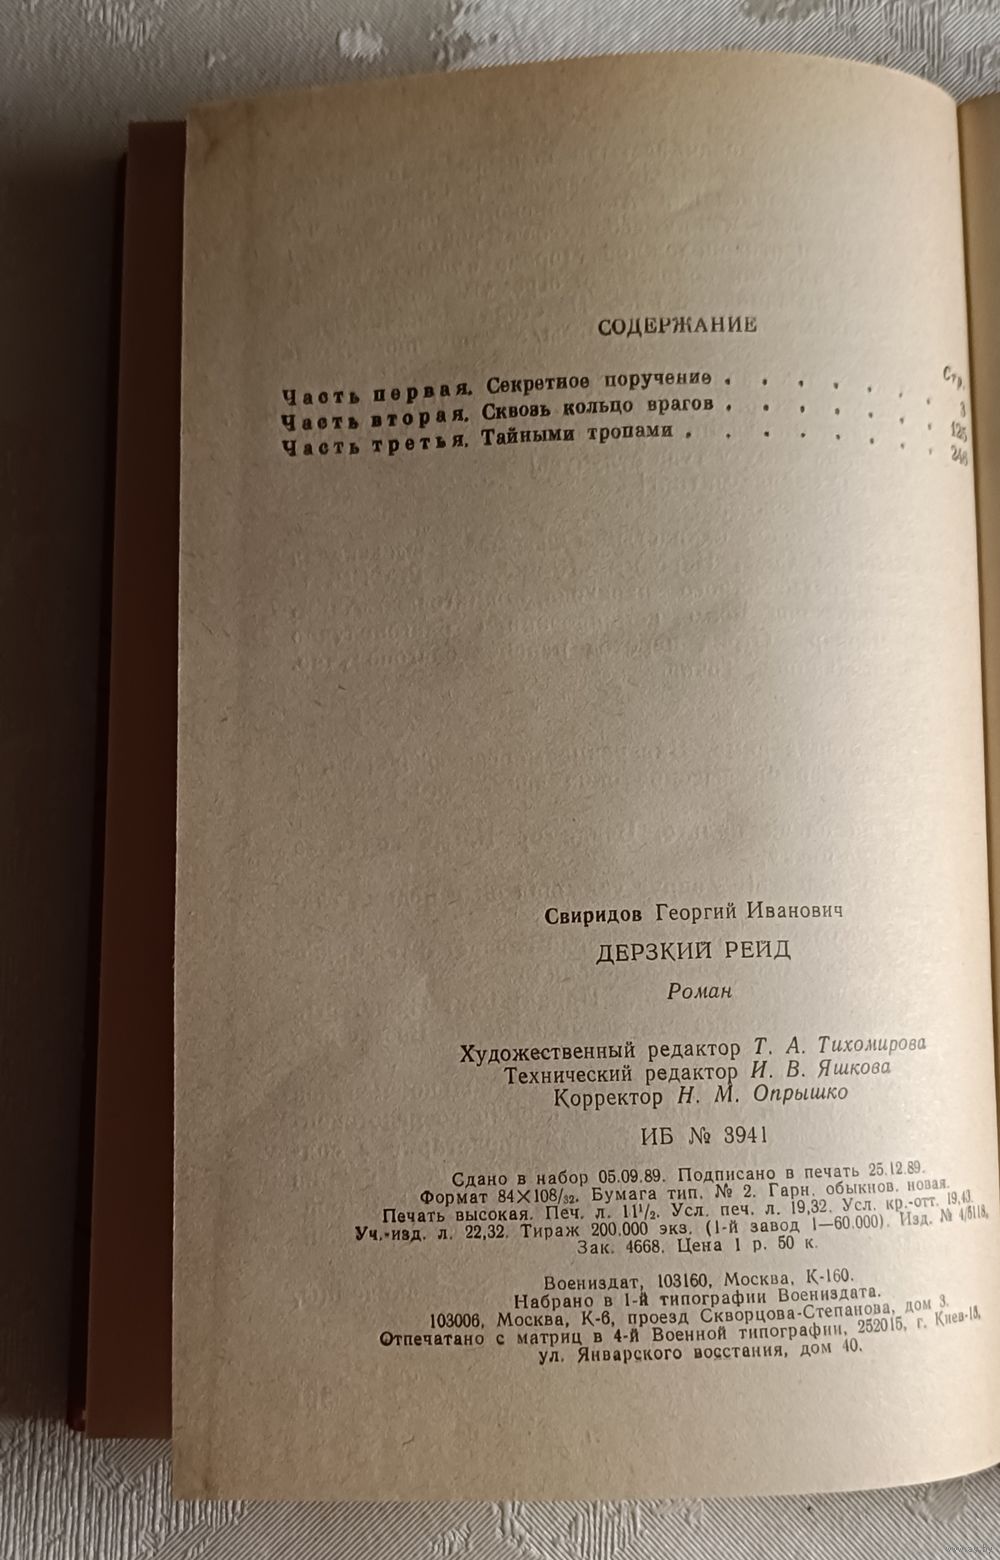 СОДЕРЖАНИЕ
Стр.
Часть первая. Секретное поручение . . . . . . 3
Часть вторая. Сквозь кольцо врагов . . . . . . 125
Часть третья. Тайными тропами . . . . . . . 246
Свиридов Георгий Иванович
ДЕРЗКИЙ РЕЙД
Роман
Художественный редактор Т. А. Тихомирова
Технический редактор И. В. Яшкова
Корректор Н. М. Опрышко
ИБ № 3941
Сдано в набор 05.09.89. Подписано в печать 25.12.89.
Формат 84×108/32. Бумага тип. № 2. Гарн. обыкнов. новая.
Печать высокая. Печ. л. 11½. Усл. печ. л. 19,32. Усл. кр.-отт. 19,43.
Уч.-изд. л. 22,32. Тираж 200.000 экз. (1-й завод 1—60.000). Изд. № 4/5118.
Зак. 4668. Цена 1 р. 50 к.
Воениздат, 103160, Москва, К-160.
Набрано в 1-й типографии Воениздата.
103006, Москва, К-6, проезд Скворцова-Степанова, дом 3.
Отпечатано с матриц в 4-й Военной типографии, 252015, г. Киев-15,
ул. Январского восстания, дом 40.